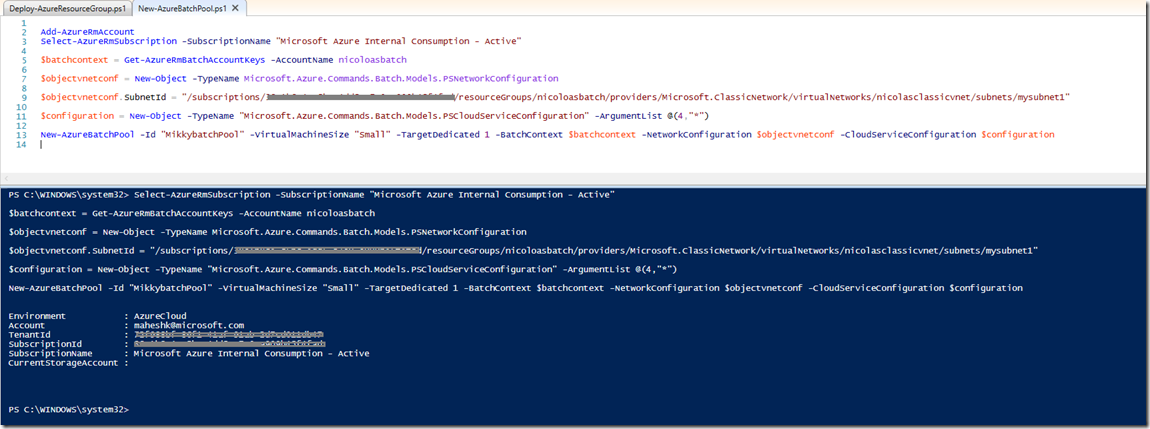 Deploy-AzureResourceGroup.ps1 New-AzureBatchPool.ps1 X
1
2 Add-AzureRmAccount
3 Select-AzureRmSubscription -SubscriptionName "Microsoft Azure Internal Consumption - Active"
4
5 $batchcontext = Get-AzureRmBatchAccountKeys -AccountName nicoloasbatch
6
7 $objectvnetconf = New-Object -TypeName Microsoft.Azure.Commands.Batch.Models.PSNetworkConfiguration
8
9 $objectvnetconf.SubnetId = "/subscriptions/ /resourceGroups/nicoloasbatch/providers/Microsoft.ClassicNetwork/virtualNetworks/nicolasclassicvnet/subnets/mysubnet1"
10
11 $configuration = New-Object -TypeName "Microsoft.Azure.Commands.Batch.Models.PSCloudServiceConfiguration" -ArgumentList @(4,"*")
12
13 New-AzureBatchPool -Id "MikkybatchPool" -VirtualMachineSize "Small" -TargetDedicated 1 -BatchContext $batchcontext -NetworkConfiguration $objectvnetconf -CloudServiceConfiguration $configuration
14
PS C:\WINDOWS\system32> Select-AzureRmSubscription -SubscriptionName "Microsoft Azure Internal Consumption - Active"
$batchcontext = Get-AzureRmBatchAccountKeys -AccountName nicoloasbatch
$objectvnetconf = New-Object -TypeName Microsoft.Azure.Commands.Batch.Models.PSNetworkConfiguration
$objectvnetconf.SubnetId = "/subscriptions/ /resourceGroups/nicoloasbatch/providers/Microsoft.ClassicNetwork/virtualNetworks/nicolasclassicvnet/subnets/mysubnet1"
$configuration = New-Object -TypeName "Microsoft.Azure.Commands.Batch.Models.PSCloudServiceConfiguration" -ArgumentList @(4,"*")
New-AzureBatchPool -Id "MikkybatchPool" -VirtualMachineSize "Small" -TargetDedicated 1 -BatchContext $batchcontext -NetworkConfiguration $objectvnetconf -CloudServiceConfiguration $configuration
Environment : AzureCloud
Account : maheshk@microsoft.com
TenantId :
SubscriptionId :
SubscriptionName : Microsoft Azure Internal Consumption - Active
CurrentStorageAccount :
PS C:\WINDOWS\system32>